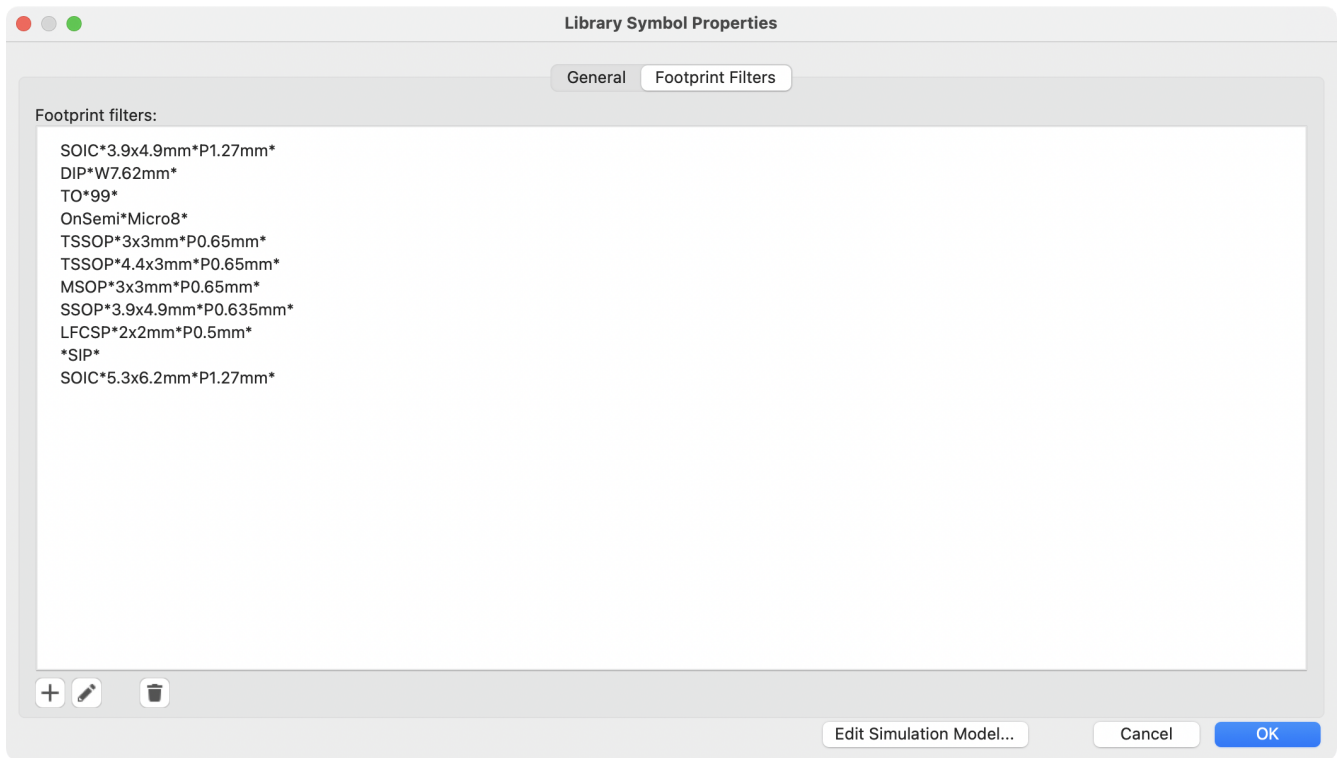 Library Symbol Properties
General Footprint Filters
Footprint filters:
SOIC*3.9x4.9mm*P1.27mm*
DIP*W7.62mm*
TO*99*
OnSemi*Micro8*
TSSOP*3x3mm*P0.65mm*
TSSOP*4.4x3mm*P0.65mm*
MSOP*3x3mm*P0.65mm*
SSOP*3.9x4.9mm*P0.635mm*
LFCSP*2x2mm*P0.5mm*
*SIP*
SOIC*5.3x6.2mm*P1.27mm*
Edit Simulation Model... Cancel OK